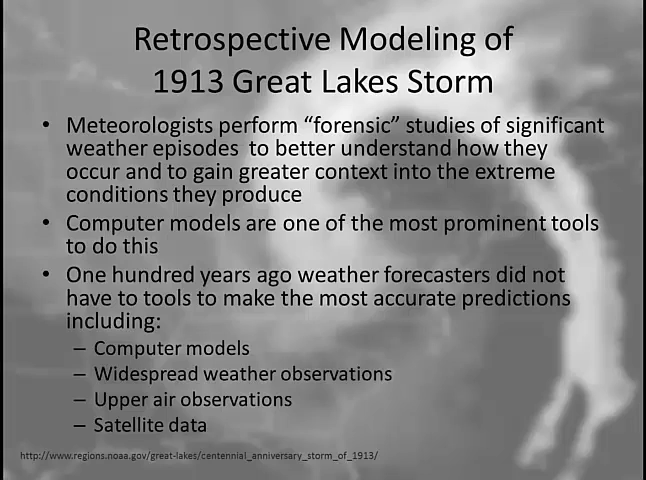 Retrospective Modeling of
1913 Great Lakes Storm
• Meteorologists perform “forensic” studies of significant
weather episodes to better understand how they
occur and to gain greater context into the extreme
conditions they produce
• Computer models are one of the most prominent tools
to do this
• One hundred years ago weather forecasters did not
have to tools to make the most accurate predictions
including:
– Computer models
– Widespread weather observations
– Upper air observations
– Satellite data
http://www.regions.noaa.gov/great-lakes/centennial_anniversary_storm_of_1913/